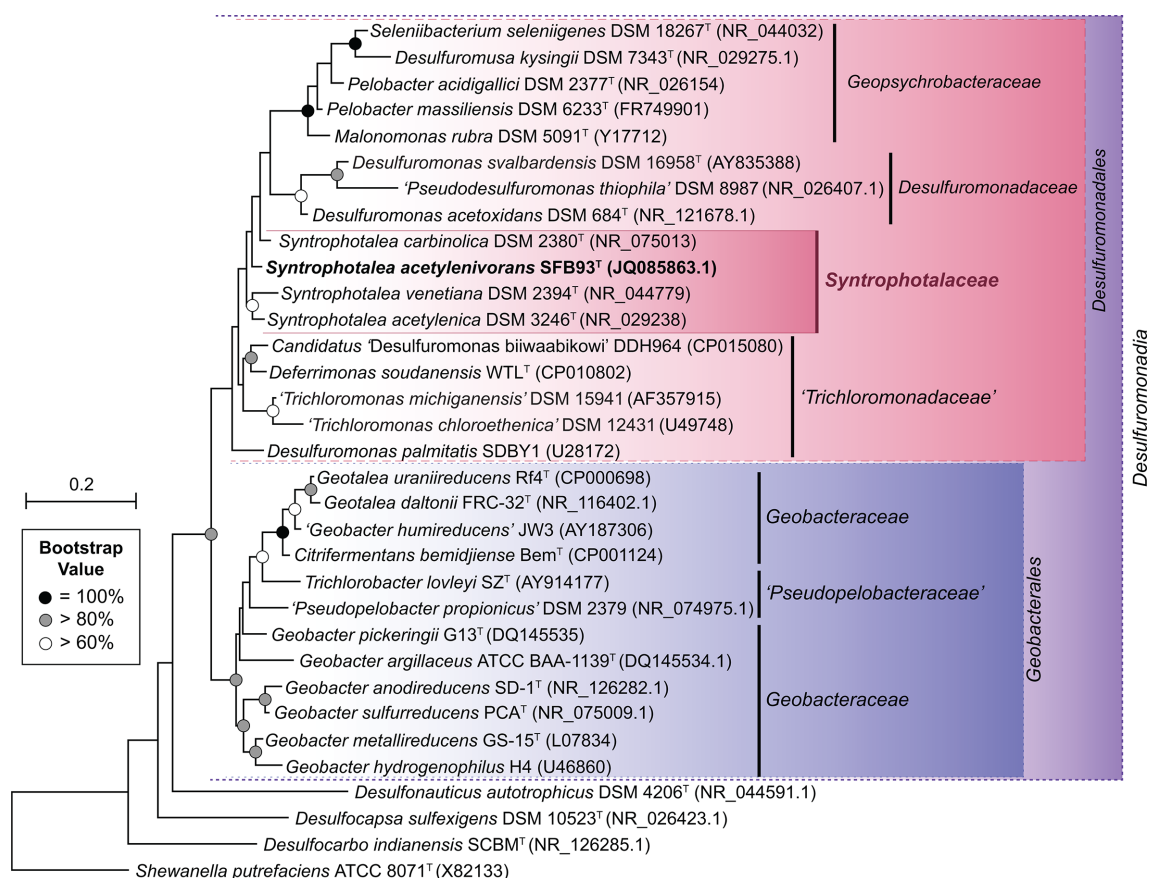 Seleniibacterium seleniigenes DSM 18267ᵀ (NR_044032)
Desulfuromusa kysingii DSM 7343ᵀ (NR_029275.1)
Pelobacter acidigallici DSM 2377ᵀ (NR_026154)
Geopsychrobacteraceae
Pelobacter massiliensis DSM 6233ᵀ (FR749901)
Malonomonas rubra DSM 5091ᵀ (Y17712)
Desulfuromonas svalbardensis DSM 16958ᵀ (AY835388)
‘Pseudodesulfuromonas thiophila’ DSM 8987 (NR_026407.1)
Desulfuromonadaceae
Desulfuromonas acetoxidans DSM 684ᵀ (NR_121678.1)
Desulfuromonadales
Syntrophotalea carbinolica DSM 2380ᵀ (NR_075013)
Syntrophotalea acetylenivorans SFB93ᵀ (JQ085863.1)
Syntrophotalaceae
Syntrophotalea venetiana DSM 2394ᵀ (NR_044779)
Syntrophotalea acetylenica DSM 3246ᵀ (NR_029238)
Candidatus ‘Desulfuromonas biiwaabikowi’ DDH964 (CP015080)
Deferrimonas soudanensis WTLᵀ (CP010802)
‘Trichloromonas michiganensis’ DSM 15941 (AF357915)
‘Trichloromonadaceae’
‘Trichloromonas chloroethenica’ DSM 12431 (U49748)
Desulfuromonas palmitatis SDBY1 (U28172)
Desulfuromonadia
0.2
Geotalea uraniireducens Rf4ᵀ (CP000698)
Geotalea daltonii FRC-32ᵀ (NR_116402.1)
Geobacteraceae
‘Geobacter humireducens’ JW3 (AY187306)
Citrifermentans bemidjiense Bemᵀ (CP001124)
Bootstrap
Value
= 100%
> 80%
> 60%
Trichlorobacter lovleyi SZᵀ (AY914177)
‘Pseudopelobacteraceae’
‘Pseudopelobacter propionicus’ DSM 2379 (NR_074975.1)
Geobacterales
Geobacter pickeringii G13ᵀ (DQ145535)
Geobacter argillaceus ATCC BAA-1139ᵀ (DQ145534.1)
Geobacter anodireducens SD-1ᵀ (NR_126282.1)
Geobacteraceae
Geobacter sulfurreducens PCAᵀ (NR_075009.1)
Geobacter metallireducens GS-15ᵀ (L07834)
Geobacter hydrogenophilus H4 (U46860)
Desulfonauticus autotrophicus DSM 4206ᵀ (NR_044591.1)
Desulfocapsa sulfexigens DSM 10523ᵀ (NR_026423.1)
Desulfocarbo indianensis SCBMᵀ (NR_126285.1)
Shewanella putrefaciens ATCC 8071ᵀ (X82133)